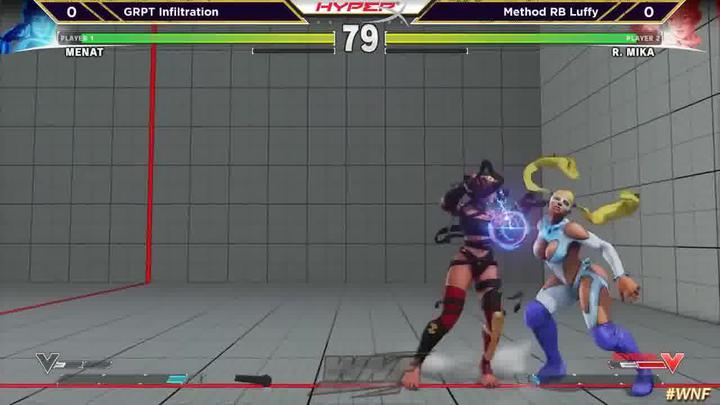 0 GRPT Infiltration HYPER Method RB Luffy 0
PLAYER 1 79 PLAYER 2
MENAT R. MIKA
#WNF